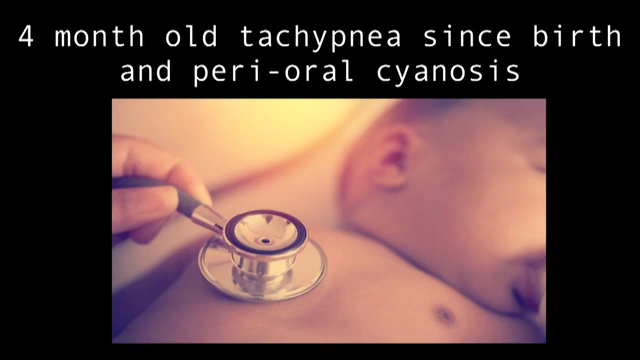 4 month old tachypnea since birth
and peri-oral cyanosis